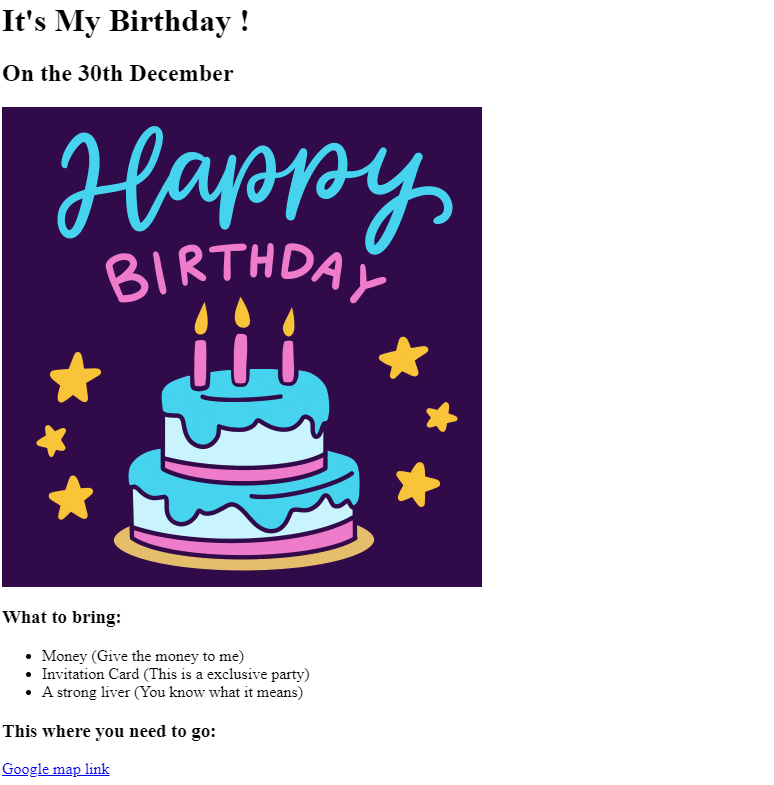 It's My Birthday !
On the 30th December
Happy
BIRTHDAY
What to bring:
Money (Give the money to me)
Invitation Card (This is a exclusive party)
A strong liver (You know what it means)
This where you need to go:
Google map link